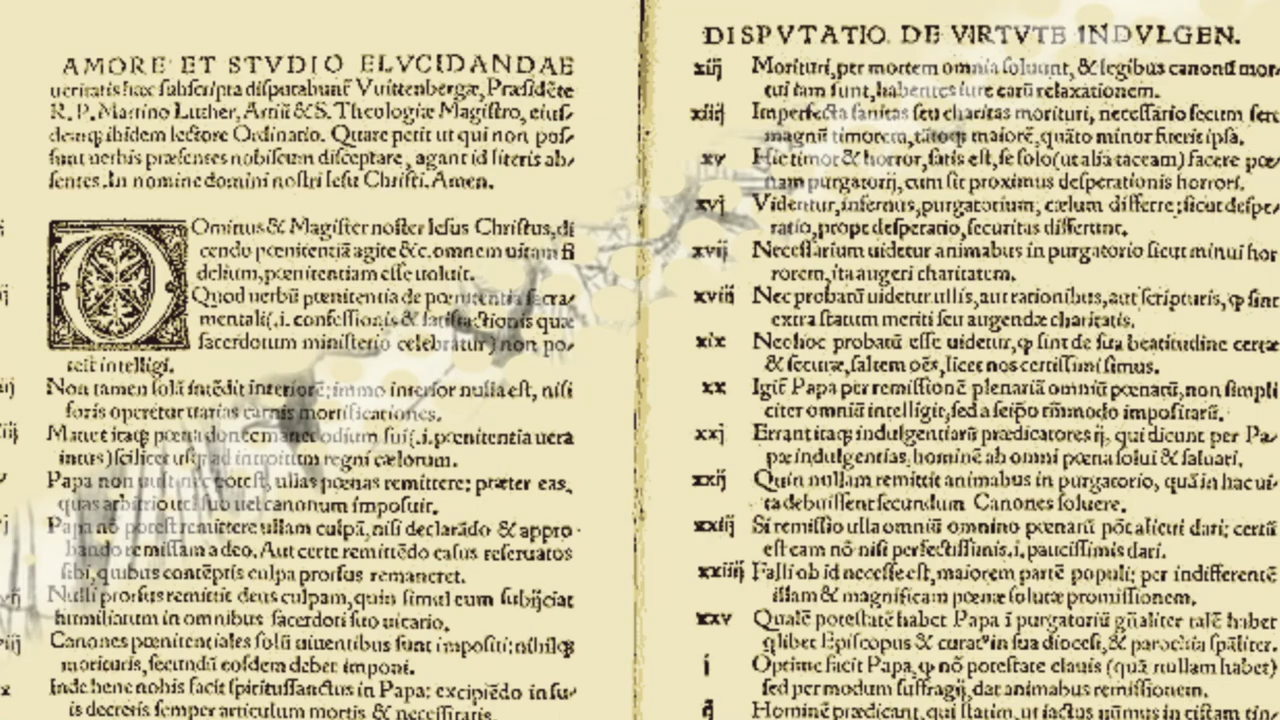 AMORE ET STVDIO ELVCIDANDAE
ueritatis hæc subscripta disputabunt̃ Vuittenbergæ, Præsidẽte
R. P. Martino Luther, Artiũ & S. Theologiæ Magistro, eius-
demq; ibidem lectore Ordinario. Quare petit ut qui non pos-
sunt uerbis præsentes nobiscum disceptare, agant id literis ab-
sentes. In nomine domini nostri Iesu Christi. Amen.
Ominus & Magister noster Iesus Christus, di
cendo pœnitentiã agite &c. omnem uitam fi
delium, pœnitentiam esse uoluit.
Quod uerbũ pœnitentia de pœnitentia sacra-
mentali(.i. confessionis & satisfactionis quæ
sacerdotum ministerio celebratur) non po-
test intelligi.
Non tamen solã intẽdit interiorẽ; immo interior nulla est, nisi
foris operetur uarias carnis mortificationes.
Manet itaq; pœna donec manet odium sui(.i. pœnitentia uera
intus) scilicet usq; ad introitum regni cælorum.
Papa non uult nec potest, ullas pœnas remittere; præter eas,
quas arbitrio uel suo uel canonum imposuit.
Papa nõ potest remittere ullam culpã, nisi declarãdo & appro-
bando remissam a deo. Aut certe remittẽdo casus reseruatos
sibi, quibus contẽptis culpa prorsus remaneret.
Nulli prorsus remittit deus culpam, quin simul eum subijciat
humiliatum in omnibus sacerdoti suo uicario.
Canones pœnitentiales solũ uiuentibus sunt impositi; nihilq;
morituris, secundũ eosdem debet imponi.
Inde bene nobis facit spiritussanctus in Papa; excipiẽdo in su-
is decretis semper articulum mortis & necessitatis.
DISPVTATIO DE VIRTVTE INDVLGEN.
xiij Morituri, per mortem omnia soluunt, & legibus canonũ mor-
tui iam sunt, habentes iure earũ relaxationem.
xiiij Imperfecta sanitas seu charitas morituri, necessario secum fert
magnũ timorem, tãtoq; maiorẽ, quãto minor fuerit ipsa.
xv Hic timor & horror, satis est, se solo (ut alia taceam) facere pœ-
nam purgatorij, cum sit proximus desperationis horrori.
xvj Videntur, infernus, purgatorium, cælum differre; sicut despe-
ratio, prope desperatio, securitas differunt.
xvij Necessarium uidetur animabus in purgatorio sicut minui hor
rorem, ita augeri charitatem.
xviij Nec probatũ uidetur ullis, aut rationibus, aut scripturis, ꝙ sint
extra statum meriti seu augendæ charitatis.
xix Nec hoc probatũ esse uidetur, ꝙ sint de sua beatitudine certæ
& securæ, saltem oẽs, licet nos certissimi simus.
xx Igit̃ Papa per remissionẽ plenariã omniũ pœnarũ, non simpli
citer omniũ intelligit, sed a seipo tm̃modo impositarũ.
xxj Errant itaq; indulgentiarũ prædicatores ij, qui dicunt per Pa-
pæ indulgentias, hominẽ ab omni pœna solui & saluari.
xxij Quin nullam remittit animabus in purgatorio, quã in hac ui-
ta debuissent secundum Canones soluere.
xxiij Si remissio ulla omniũ omnino pœnarũ põt alicui dari; certũ
est eam nõ nisi perfectissimis, i. paucissimis dari.
xxiiij Falli ob id necesse est, maiorem partẽ populi; per indifferentẽ
illam & magnificam pœnæ solutæ promissionem.
xxv Qualẽ potestatẽ habet Papa ĩ purgatoriũ gñaliter talẽ habet
q̃libet Episcopus & curatꝰ in sua diocesi, & parochia spãliter.
i Optime facit Papa, ꝙ nõ potestate clauis (quã nullam habet)
sed per modum suffragij, dat animabus remissionem.
ij Hominẽ prædicant, qui statim, ut iactus nũmus in cistam tin-